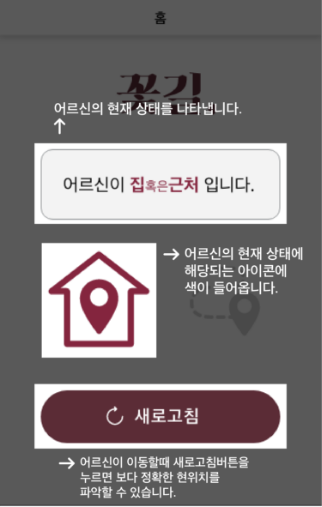 홈
꽃길
어르신의 현재 상태를 나타냅니다.
어르신이 집혹은근처 입니다.
어르신의 현재 상태에
해당되는 아이콘에
색이 들어옵니다.
새로고침
어르신이 이동할때 새로고침버튼을
누르면 보다 정확한 현위치를
파악할 수 있습니다.